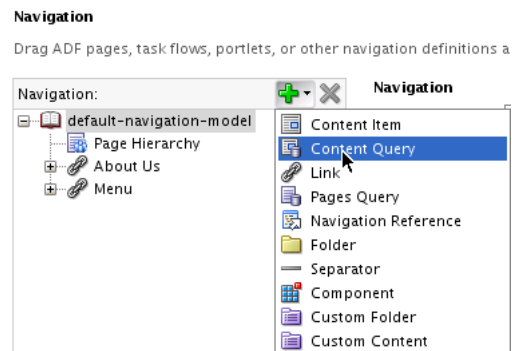 Navigation
Drag ADF pages, task flows, portlets, or other navigation definitions a
Navigation:
Navigation
default-navigation-model
Page Hierarchy
About Us
Menu
Content Item
Content Query
Link
Pages Query
Navigation Reference
Folder
Separator
Component
Custom Folder
Custom Content